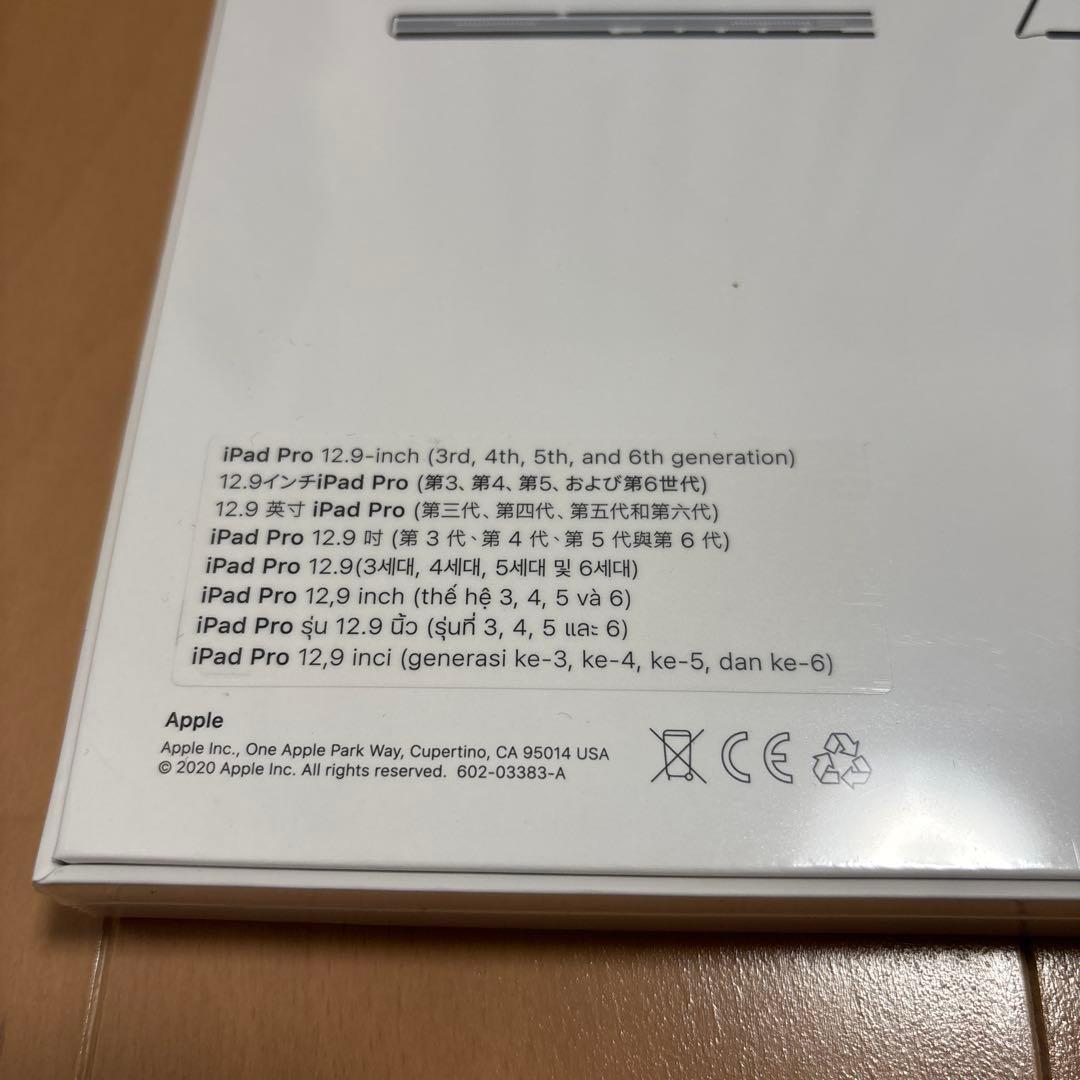 iPad Pro 12.9-inch (3rd, 4th, 5th, and 6th generation)
12.9インチiPad Pro (第3、第4、第5、および第6世代)
12.9 英寸 iPad Pro (第三代、第四代、第五代和第六代)
iPad Pro 12.9 吋 (第 3 代、第 4 代、第 5 代與第 6 代)
iPad Pro 12.9(3세대, 4세대, 5세대 및 6세대)
iPad Pro 12,9 inch (thế hệ 3, 4, 5 và 6)
iPad Pro รุ่น 12.9 นิ้ว (รุ่นที่ 3, 4, 5 และ 6)
iPad Pro 12,9 inci (generasi ke-3, ke-4, ke-5, dan ke-6)
Apple
Apple Inc., One Apple Park Way, Cupertino, CA 95014 USA
© 2020 Apple Inc. All rights reserved. 602-03383-A
CE